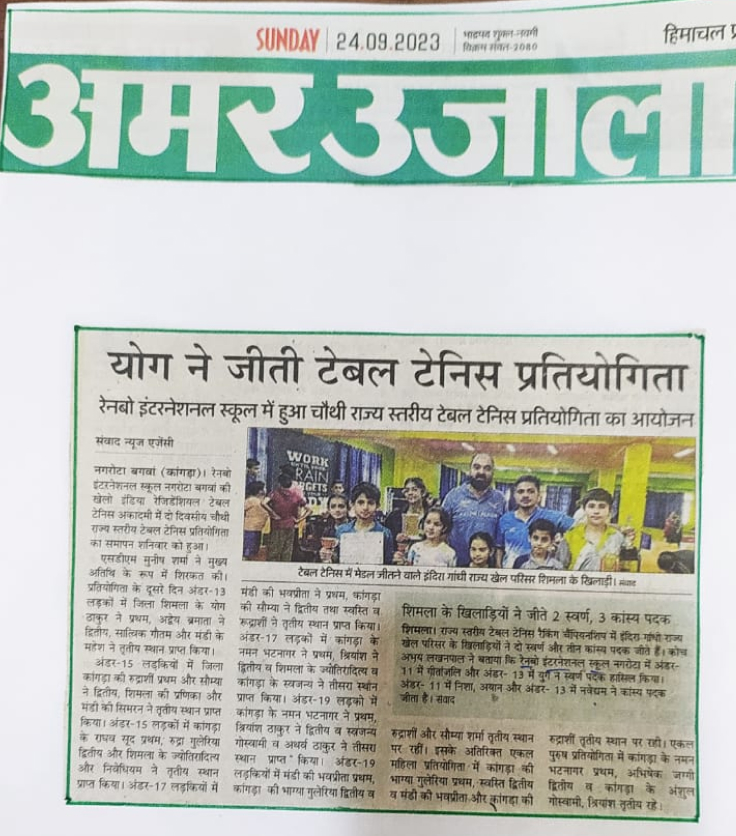 SUNDAY 24.09.2023 भाद्रपद शुक्ल-नवमी
विक्रम संवत-2080
हिमाचल प्र
अमर उजाला
योग ने जीती टेबल टेनिस प्रतियोगिता
रेनबो इंटरनेशनल स्कूल में हुआ चौथी राज्य स्तरीय टेबल टेनिस प्रतियोगिता का आयोजन
संवाद न्यूज एजेंसी
नगरोटा बगवां (कांगड़ा)। रेनबो
इंटरनेशनल स्कूल नगरोटा बगवां की
खेलो इंडिया रेजिडेंशियल टेबल
टेनिस अकादमी में दो दिवसीय चौथी
राज्य स्तरीय टेबल टेनिस प्रतियोगिता
का समापन शनिवार को हुआ।
एसडीएम मुनीष शर्मा ने मुख्य
अतिथि के रूप में शिरकत की।
प्रतियोगिता के दूसरे दिन अंडर-13
लड़कों में जिला शिमला के योग
ठाकुर ने प्रथम, अद्वेय ब्रमाता ने
द्वितीय, सात्विक गौतम और मंडी के
महेश ने तृतीय स्थान प्राप्त किया।
अंडर-15 लड़कियों में जिला
कांगड़ा की रुद्राशी प्रथम और सौम्या
ने द्वितीय, शिमला की प्रणिका और
मंडी की सिमरन ने तृतीय स्थान प्राप्त
किया। अंडर-15 लड़कों में कांगड़ा
के राघव सूद प्रथम, रुद्रा गुलेरिया
द्वितीय और शिमला के ज्योतिरादित्य
और निवेधियम ने तृतीय स्थान
प्राप्त किया। अंडर-17 लड़कियों में
WORK
RAIN
टेबल टेनिस में मेडल जीतने वाले इंदिरा गांधी राज्य खेल परिसर शिमला के खिलाड़ी। संवाद
मंडी की भवप्रीता ने प्रथम, कांगड़ा
की सौम्या ने द्वितीय तथा स्वस्ति व
रूद्राशी ने तृतीय स्थान प्राप्त किया।
अंडर-17 लड़कों में कांगड़ा के
नमन भटनागर ने प्रथम, श्रियांश ने
द्वितीय व शिमला के ज्योतिरादित्य व
कांगड़ा के स्वजन्य ने तीसरा स्थान
प्राप्त किया। अंडर-19 लड़को में
कांगड़ा के नमन भटनागर ने प्रथम,
श्रियांश ठाकुर ने द्वितीय व स्वजन्य
गोस्वामी व अथर्व ठाकुर ने तीसरा
स्थान प्राप्त किया। अंडर-19
लड़कियों में मंडी की भवप्रीता प्रथम,
कांगड़ा की भाग्या गुलेरिया द्वितीय व
शिमला के खिलाड़ियों ने जीते 2 स्वर्ण, 3 कांस्य पदक
शिमला। राज्य स्तरीय टेबल टेनिस रैंकिंग चैंपियनशिप में इंदिरा गांधी राज्य
खेल परिसर के खिलाड़ियों ने दो स्वर्ण और तीन कांस्य पदक जीते हैं। कोच
अभय लखनपाल ने बताया कि रेनबो इंटरनेशनल स्कूल नगरोटा में अंडर-
11 में गीतांजलि और अंडर- 13 में युग ने स्वर्ण पदक हासिल किया।
अंडर- 11 में निशा, अयान और अंडर- 13 में नवेद्यम ने कांस्य पदक
जीता है। संवाद
रुद्राशी और सौम्या शर्मा तृतीय स्थान
पर रहीं। इसके अतिरिक्त एकल
महिला प्रतियोगिता में कांगड़ा की
भाग्या गुलेरिया प्रथम, स्वस्ति द्वितीय
व मंडी की भवप्रीता और कांगड़ा की
रुद्राशी तृतीय स्थान पर रही। एकल
पुरुष प्रतियोगिता में कांगड़ा के नमन
भटनागर प्रथम, अभिषेक जग्गी
द्वितीय व कांगड़ा के अंशुल
गोस्वामी, श्रियांश तृतीय रहे।